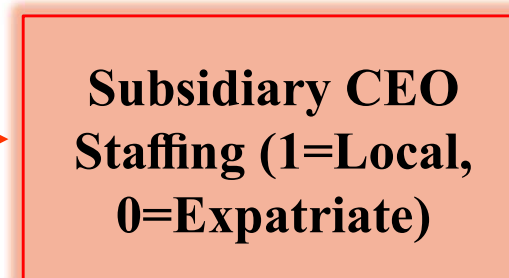 Subsidiary CEO
Staffing (1=Local,
0=Expatriate)